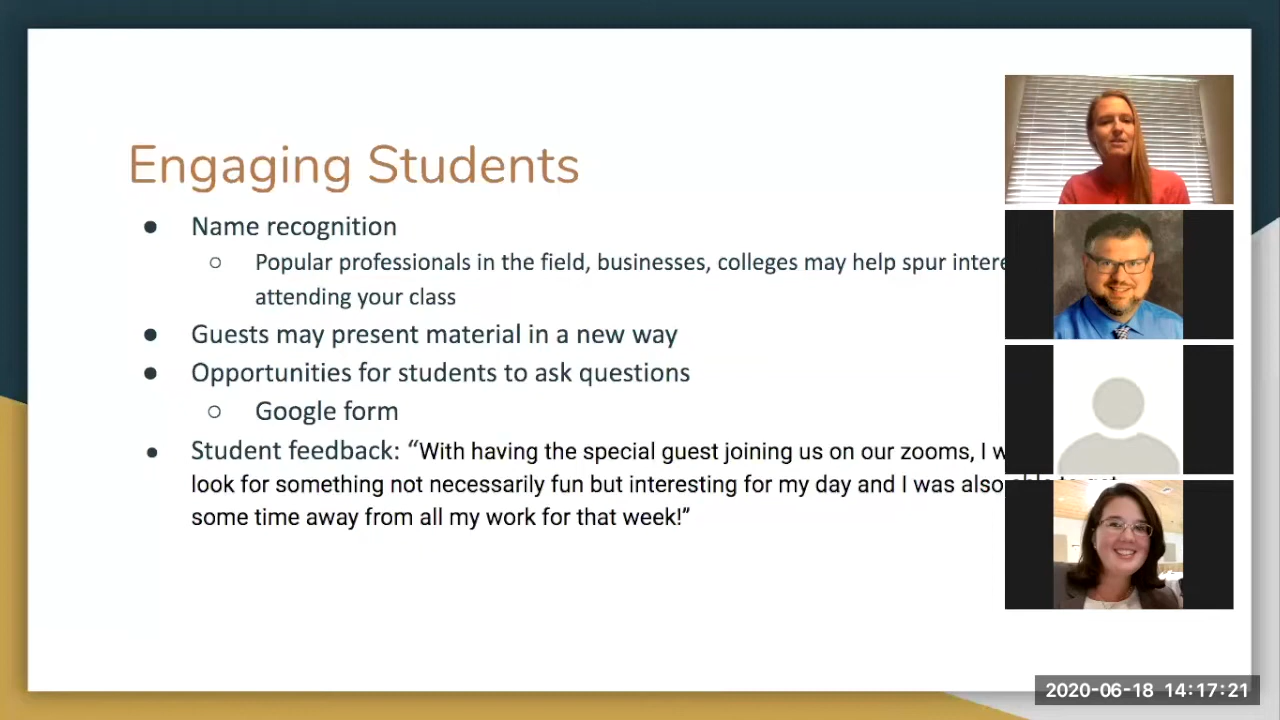 Engaging Students
● Name recognition
○ Popular professionals in the field, businesses, colleges may help spur
attending your class
● Guests may present material in a new way
● Opportunities for students to ask questions
○ Google form
● Student feedback: “With having the special guest joining us on our zooms, I
look for something not necessarily fun but interesting for my day and I was also
some time away from all my work for that week!”
2020-06-18 14:17:21